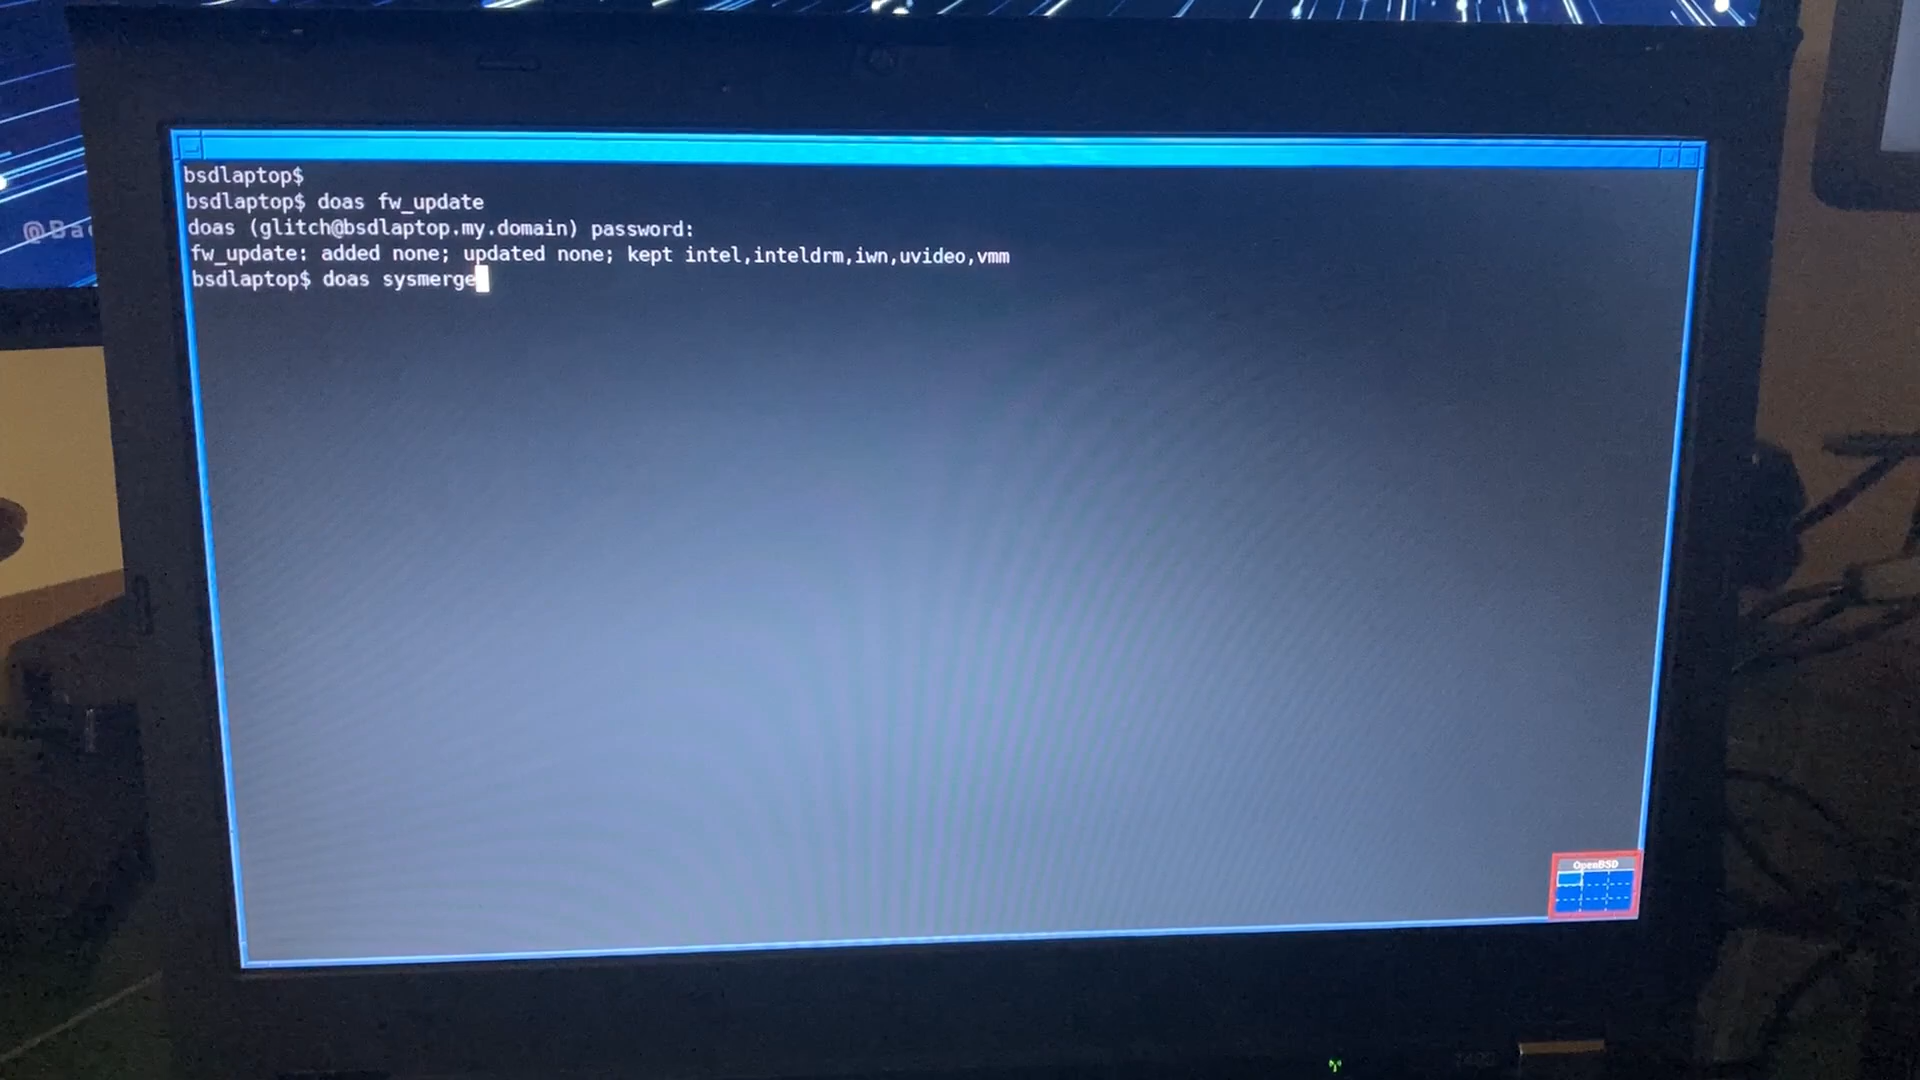 @Ba
bsdlaptop$
bsdlaptop$ doas fw_update
doas (glitch@bsdlaptop.my.domain) password:
fw_update: added none; updated none; kept intel,inteldrm,iwn,uvideo,vmm
bsdlaptop$ doas sysmerge
OpenBSD